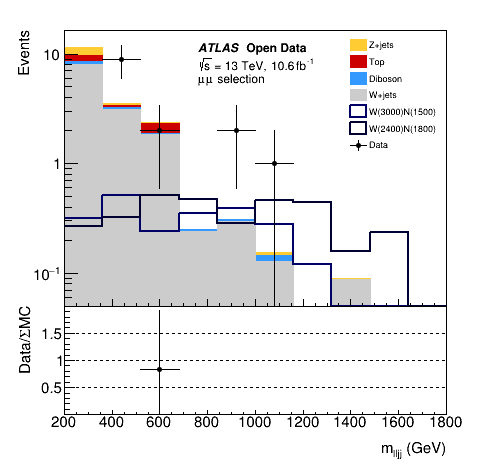 Events
10
1
10⁻¹
ATLAS Open Data
√s = 13 TeV, 10.6fb⁻¹
μμ selection
Z+jets
Top
Diboson
W+jets
W(3000)N(1500)
W(2400)N(1800)
Data
Data/ΣMC
1.5
1
0.5
200 400 600 800 1000 1200 1400 1600 1800
m_lljj (GeV)